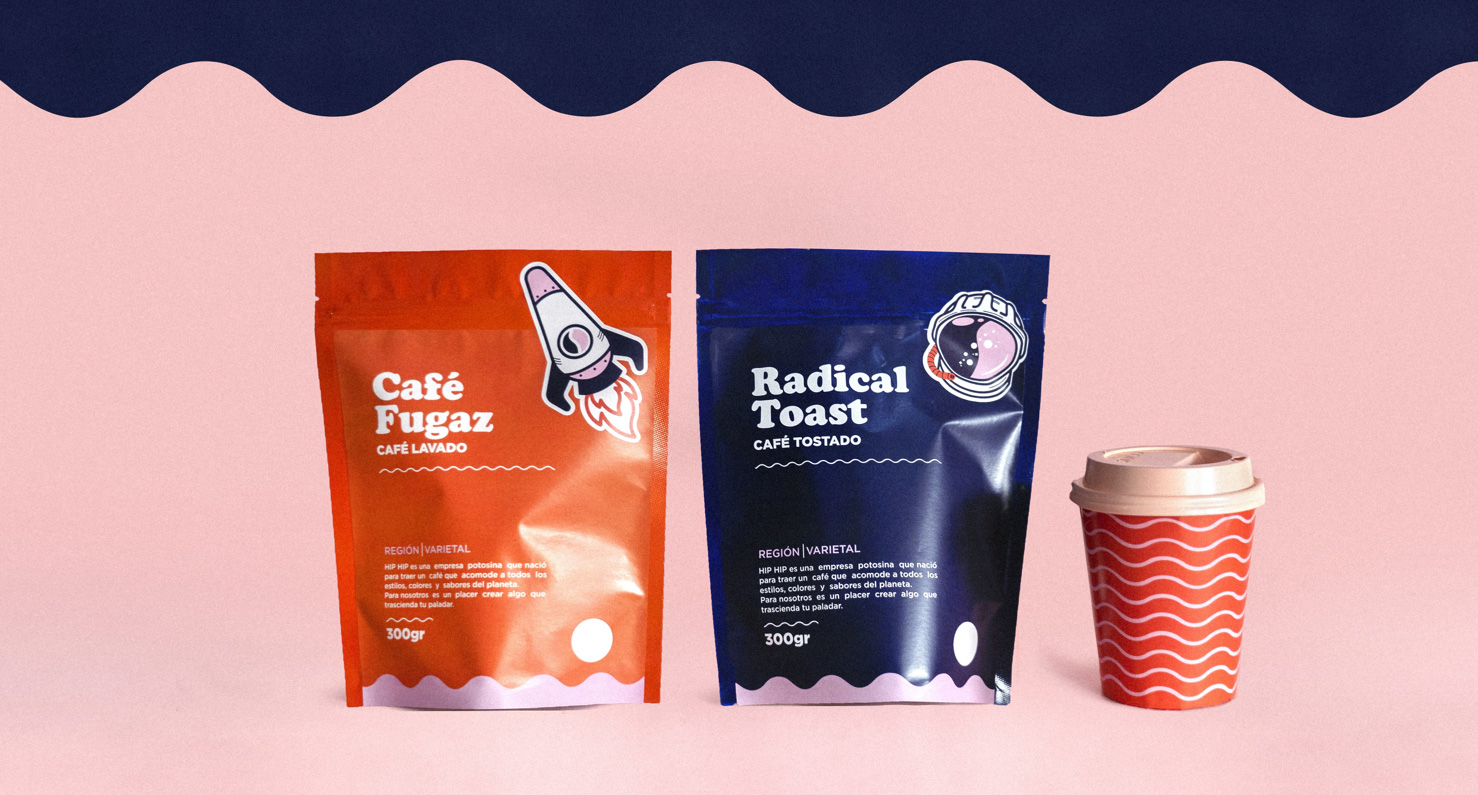 Café
Fugaz
CAFÉ LAVADO
REGIÓN|VARIETAL
HIP HIP es una empresa potosina que nació
para traer un café que acomode a todos los
estilos, colores y sabores del planeta.
Para nosotros es un placer crear algo que
trascienda tu paladar.
300gr
Radical
Toast
CAFÉ TOSTADO
REGIÓN|VARIETAL
HIP HIP es una empresa potosina que nació
para traer un café que acomode a todos los
estilos, colores y sabores del planeta.
Para nosotros es un placer crear algo que
trascienda tu paladar.
300gr